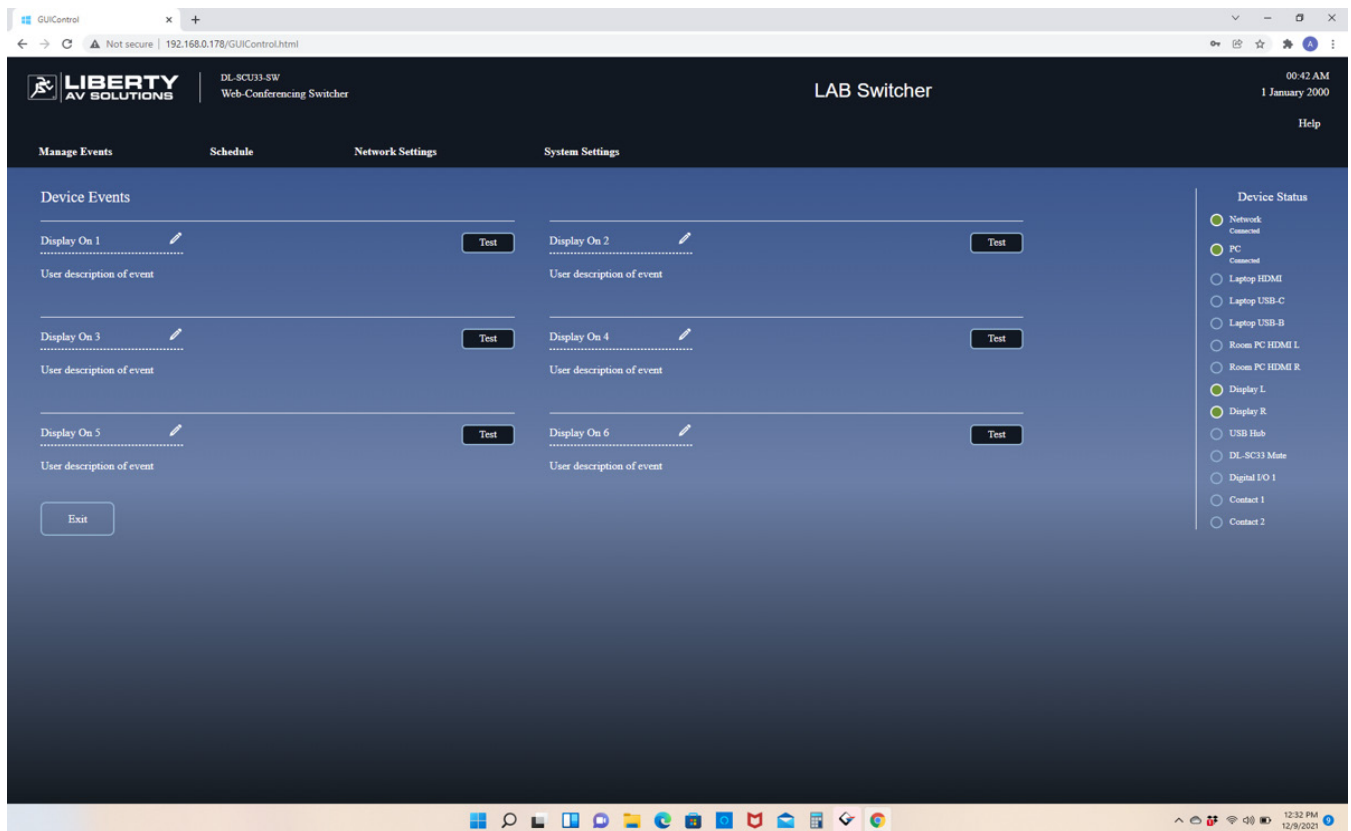 GUIControl
Not secure | 192.168.0.178/GUIControl.html
A
LIBERTY
AV SOLUTIONS
DL-SCU33-SW
Web-Conferencing Switcher
LAB Switcher
00:42 AM
1 January 2000
Help
Manage Events Schedule Network Settings System Settings
Device Events
Display On 1 Test Display On 2 Test
User description of event User description of event
Display On 3 Test Display On 4 Test
User description of event User description of event
Display On 5 Test Display On 6 Test
User description of event User description of event
Exit
Device Status
Network
Connected
PC
Connected
Laptop HDMI
Laptop USB-C
Laptop USB-B
Room PC HDMI L
Room PC HDMI R
Display L
Display R
USB Hub
DL-SC33 Mute
Digital I/O 1
Contact 1
Contact 2
12:32 PM
12/9/2021
9